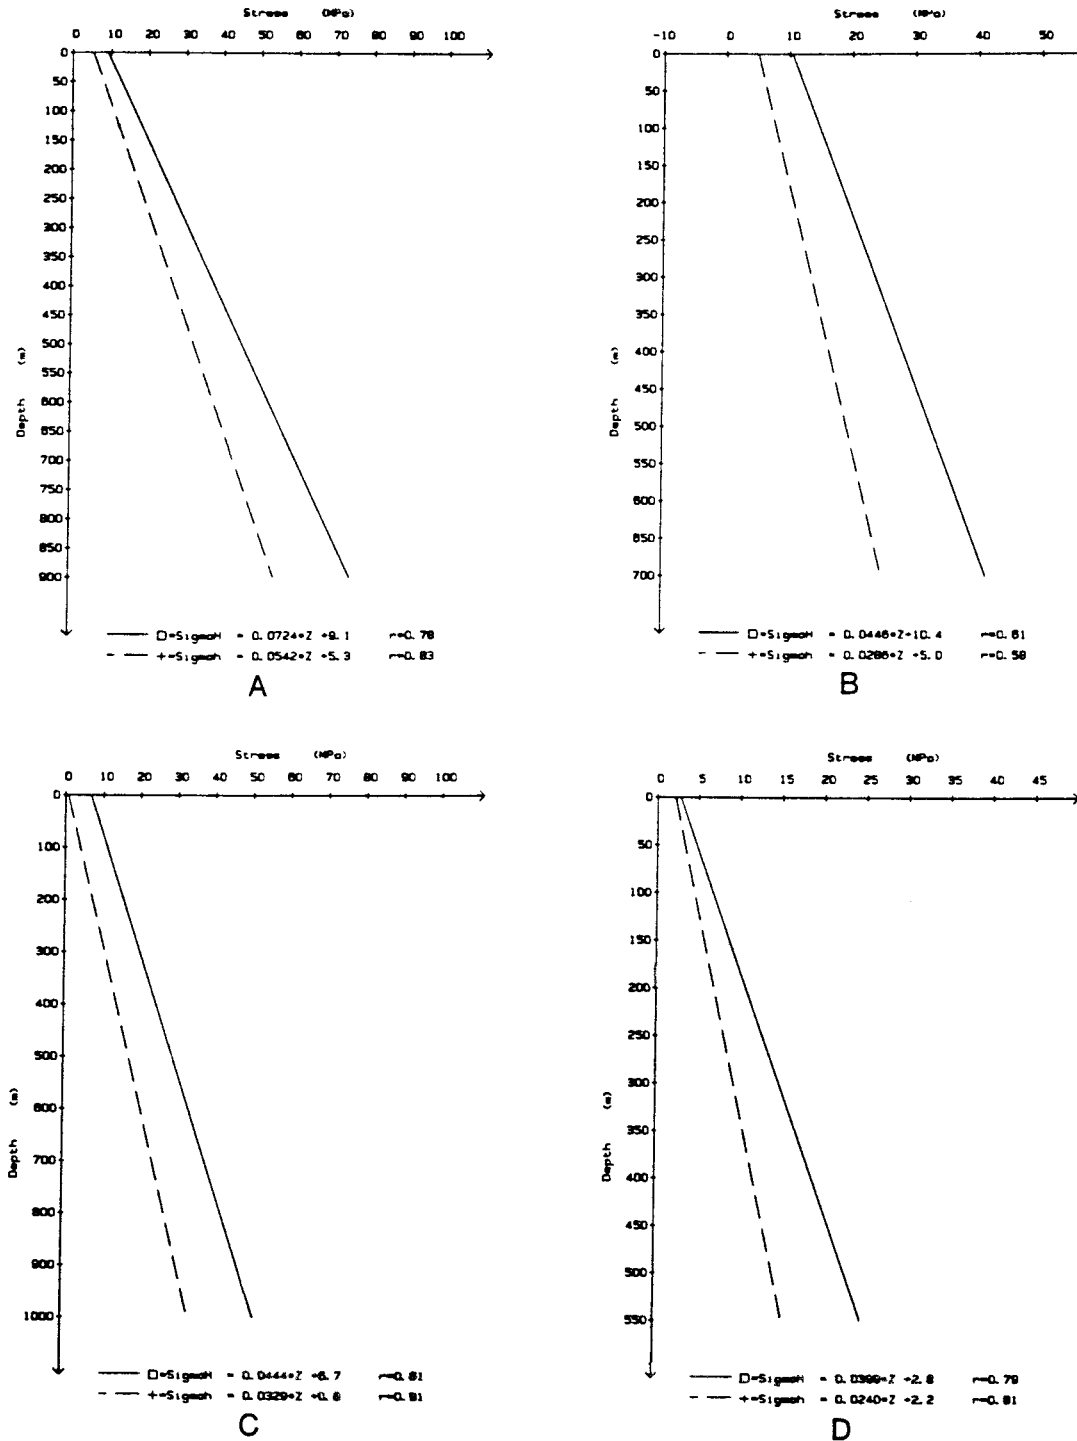 Stress (MPa)
0 10 20 30 40 50 60 70 80 90 100
0
50
100
150
200
250
300
350
400
450
500
550
600
650
700
750
800
850
900
Depth (m)
□=SigmaH = 0.0724*Z +9.1 r=0.78
+=Sigmah = 0.0542*Z +5.3 r=0.83
A
Stress (MPa)
-10 0 10 20 30 40 50
0
50
100
150
200
250
300
350
400
450
500
550
600
650
700
Depth (m)
□=SigmaH = 0.0446*Z +10.4 r=0.61
+=Sigmah = 0.0286*Z +5.0 r=0.58
B
Stress (MPa)
0 10 20 30 40 50 60 70 80 90 100
0
100
200
300
400
500
600
700
800
900
1000
Depth (m)
□=SigmaH = 0.0444*Z +6.7 r=0.61
+=Sigmah = 0.0329*Z +0.8 r=0.91
C
Stress (MPa)
0 5 10 15 20 25 30 35 40 45
0
50
100
150
200
250
300
350
400
450
500
550
Depth (m)
□=SigmaH = 0.0399*Z +2.8 r=0.79
+=Sigmah = 0.0240*Z +2.2 r=0.81
D